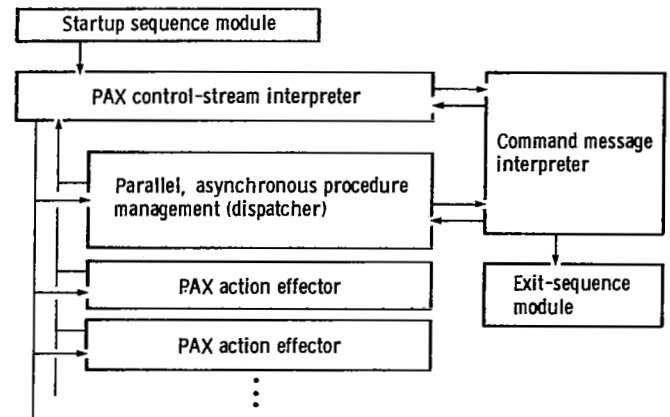 Startup sequence module
PAX control-stream interpreter
Command message
interpreter
Parallel, asynchronous procedure
management (dispatcher)
PAX action effector
Exit-sequence
module
PAX action effector